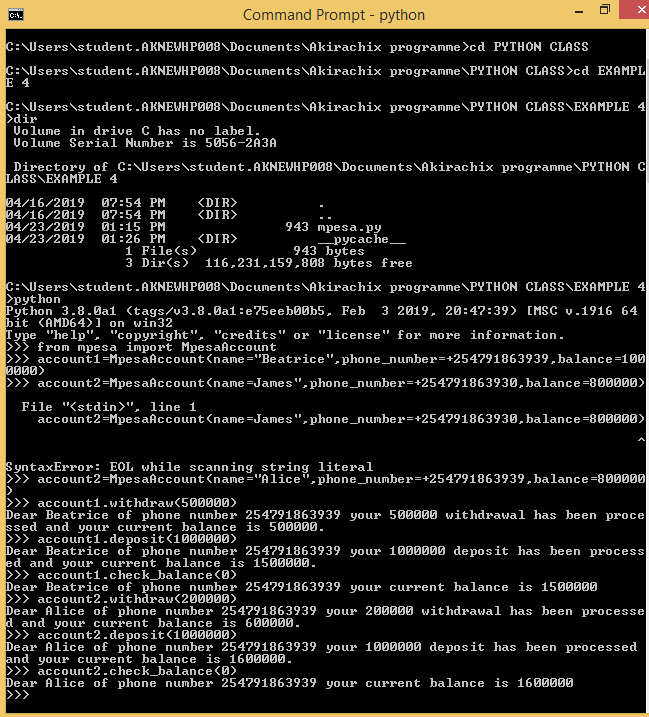 Command Prompt - python
C:\Users\student.AKNEWHP008\Documents\Akirachix programme>cd PYTHON CLASS
C:\Users\student.AKNEWHP008\Documents\Akirachix programme\PYTHON CLASS>cd EXAMPL
E 4
C:\Users\student.AKNEWHP008\Documents\Akirachix programme\PYTHON CLASS\EXAMPLE 4
>dir
Volume in drive C has no label.
Volume Serial Number is 5056-2A3A
Directory of C:\Users\student.AKNEWHP008\Documents\Akirachix programme\PYTHON C
LASS\EXAMPLE 4
04/16/2019  07:54 PM    <DIR>          .
04/16/2019  07:54 PM    <DIR>          ..
04/23/2019  01:15 PM               943 mpesa.py
04/23/2019  01:26 PM    <DIR>          __pycache__
1 File(s)            943 bytes
3 Dir(s)  116,231,159,808 bytes free
C:\Users\student.AKNEWHP008\Documents\Akirachix programme\PYTHON CLASS\EXAMPLE 4
>python
Python 3.8.0a1 (tags/v3.8.0a1:e75eeb00b5, Feb  3 2019, 20:47:39) [MSC v.1916 64
bit (AMD64)] on win32
Type "help", "copyright", "credits" or "license" for more information.
>>> from mpesa import MpesaAccount
>>> account1=MpesaAccount(name="Beatrice",phone_number=+254791863939,balance=100
0000)
>>> account2=MpesaAccount(name=James",phone_number=+254791863930,balance=800000)
File "<stdin>", line 1
account2=MpesaAccount(name=James",phone_number=+254791863930,balance=800000)
^
SyntaxError: EOL while scanning string literal
>>> account2=MpesaAccount(name="Alice",phone_number=+254791863939,balance=800000
)
>>> account1.withdraw(500000)
Dear Beatrice of phone number 254791863939 your 500000 withdrawal has been proce
ssed and your current balance is 500000.
>>> account1.deposit(1000000)
Dear Beatrice of phone number 254791863939 your 1000000 deposit has been process
ed and your current balance is 1500000.
>>> account1.check_balance(0)
Dear Beatrice of phone number 254791863939 your current balance is 1500000
>>> account2.withdraw(200000)
Dear Alice of phone number 254791863939 your 200000 withdrawal has been processe
d and your current balance is 600000.
>>> account2.deposit(1000000)
Dear Alice of phone number 254791863939 your 1000000 deposit has been processed
and your current balance is 1600000.
>>> account2.check_balance(0)
Dear Alice of phone number 254791863939 your current balance is 1600000
>>>